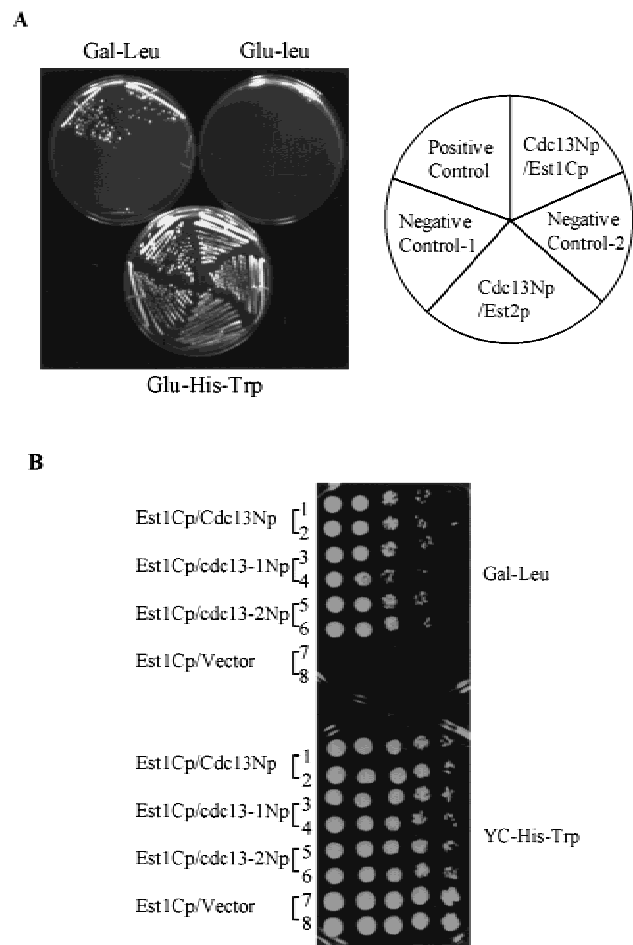 A
Gal-Leu
Glu-leu
Glu-His-Trp
Positive
Control
Cdc13Np
/Est1Cp
Negative
Control-1
Negative
Control-2
Cdc13Np
/Est2p
B
Est1Cp/Cdc13Np
1
2
Est1Cp/cdc13-1Np
3
4
Est1Cp/cdc13-2Np
5
6
Est1Cp/Vector
7
8
Gal-Leu
Est1Cp/Cdc13Np
1
2
Est1Cp/cdc13-1Np
3
4
Est1Cp/cdc13-2Np
5
6
Est1Cp/Vector
7
8
YC-His-Trp